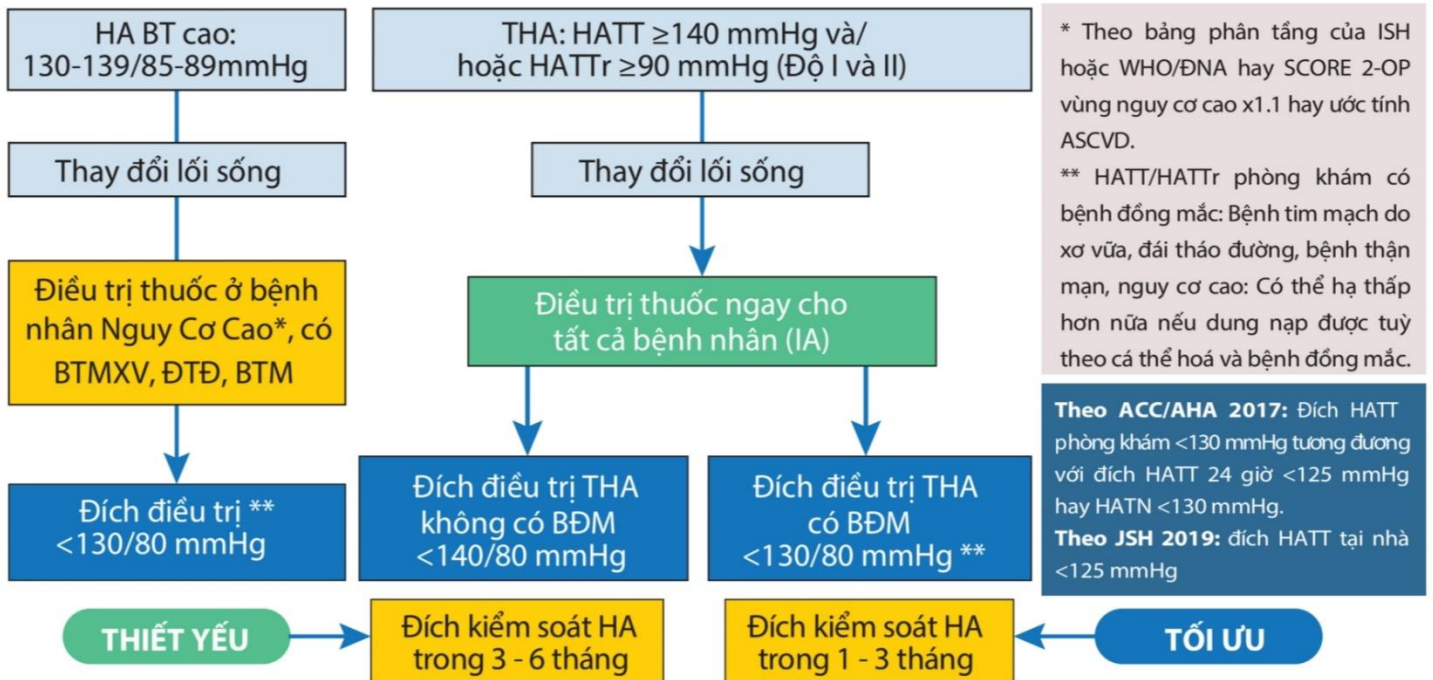 HA BT cao:
130-139/85-89mmHg
Thay đổi lối sống
Điều trị thuốc ở bệnh
nhân Nguy Cơ Cao*, có
BTMXV, ĐTĐ, BTM
Đích điều trị **
<130/80 mmHg
THA: HATT ≥140 mmHg và/
hoặc HATTr ≥90 mmHg (Độ I và II)
Thay đổi lối sống
Điều trị thuốc ngay cho
tất cả bệnh nhân (IA)
Đích điều trị THA
không có BĐM
<140/80 mmHg
Đích điều trị THA
có BĐM
<130/80 mmHg **
* Theo bảng phân tầng của ISH
hoặc WHO/ĐNA hay SCORE 2-OP
vùng nguy cơ cao x1.1 hay ước tính
ASCVD.
** HATT/HATTr phòng khám có
bệnh đồng mắc: Bệnh tim mạch do
xơ vữa, đái tháo đường, bệnh thận
mạn, nguy cơ cao: Có thể hạ thấp
hơn nữa nếu dung nạp được tuỳ
theo cá thể hoá và bệnh đồng mắc.
Theo ACC/AHA 2017: Đích HATT
phòng khám <130 mmHg tương đương
với đích HATT 24 giờ <125 mmHg
hay HATN <130 mmHg.
Theo JSH 2019: đích HATT tại nhà
<125 mmHg
THIẾT YẾU
Đích kiểm soát HA
trong 3 - 6 tháng
Đích kiểm soát HA
trong 1 - 3 tháng
TỐI ƯU